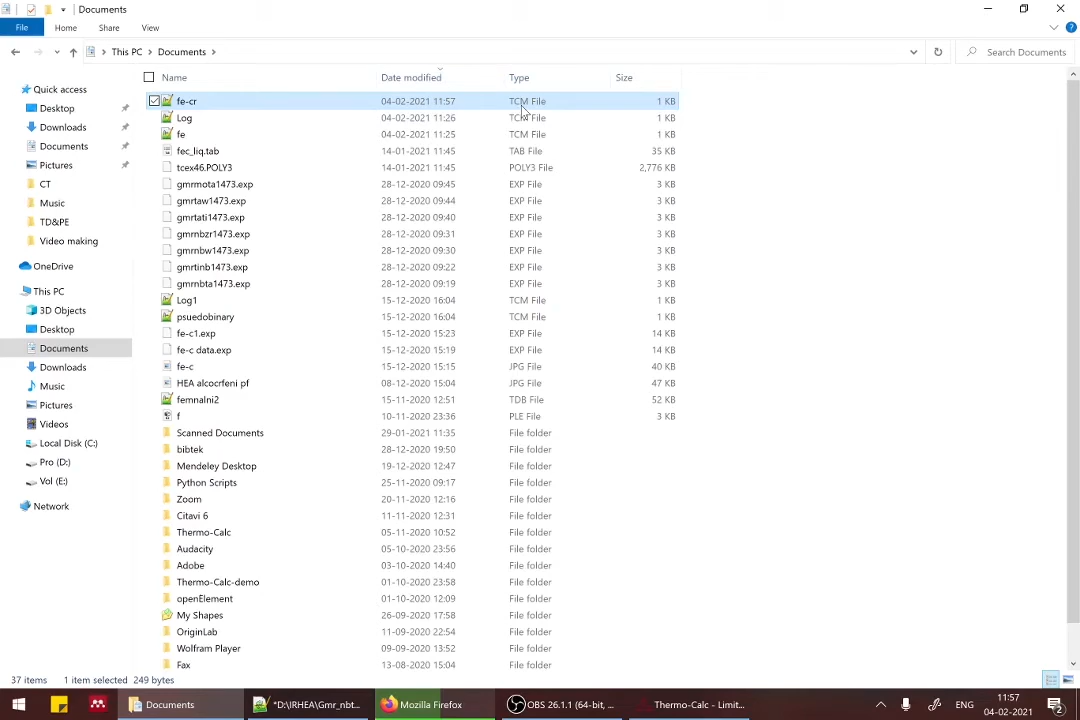 Documents
File Home Share View
This PC Documents Search Documents
Name Date modified Type Size
Quick access
Desktop
Downloads
Documents
Pictures
CT
Music
TD&PE
Video making
OneDrive
This PC
3D Objects
Desktop
Documents
Downloads
Music
Pictures
Videos
Local Disk (C:)
Pro (D:)
Vol (E:)
Network
fe-cr 04-02-2021 11:57 TCM File 1 KB
Log 04-02-2021 11:26 TCM File 1 KB
fe 04-02-2021 11:25 TCM File 1 KB
fec_liq.tab 14-01-2021 11:45 TAB File 35 KB
tcex46.POLY3 14-01-2021 11:45 POLY3 File 2,776 KB
gmrmota1473.exp 28-12-2020 09:45 EXP File 3 KB
gmrtaw1473.exp 28-12-2020 09:44 EXP File 3 KB
gmrtati1473.exp 28-12-2020 09:40 EXP File 3 KB
gmrnbzr1473.exp 28-12-2020 09:31 EXP File 3 KB
gmrnbw1473.exp 28-12-2020 09:30 EXP File 3 KB
gmrtinb1473.exp 28-12-2020 09:22 EXP File 3 KB
gmrnbta1473.exp 28-12-2020 09:19 EXP File 3 KB
Log1 15-12-2020 16:04 TCM File 1 KB
psuedobinary 15-12-2020 16:04 TCM File 1 KB
fe-c1.exp 15-12-2020 15:23 EXP File 14 KB
fe-c data.exp 15-12-2020 15:19 EXP File 14 KB
fe-c 15-12-2020 15:15 JPG File 40 KB
HEA alcocrfeni pf 08-12-2020 15:04 JPG File 47 KB
femnalni2 15-11-2020 12:51 TDB File 52 KB
f 10-11-2020 23:36 PLE File 3 KB
Scanned Documents 29-01-2021 11:35 File folder
bibtek 28-12-2020 19:50 File folder
Mendeley Desktop 19-12-2020 12:47 File folder
Python Scripts 25-11-2020 09:17 File folder
Zoom 20-11-2020 12:16 File folder
Citavi 6 11-11-2020 12:31 File folder
Thermo-Calc 05-11-2020 10:52 File folder
Audacity 05-10-2020 23:56 File folder
Adobe 03-10-2020 14:40 File folder
Thermo-Calc-demo 01-10-2020 23:58 File folder
openElement 01-10-2020 12:09 File folder
My Shapes 26-09-2020 17:58 File folder
OriginLab 11-09-2020 22:54 File folder
Wolfram Player 09-09-2020 13:52 File folder
Fax 13-08-2020 15:04 File folder
37 items 1 item selected 249 bytes
Documents *D:\IRHEA\Gmr_nbt... Mozilla Firefox OBS 26.1.1 (64-bit, ... Thermo-Calc - Limit... ENG 11:57
04-02-2021 2